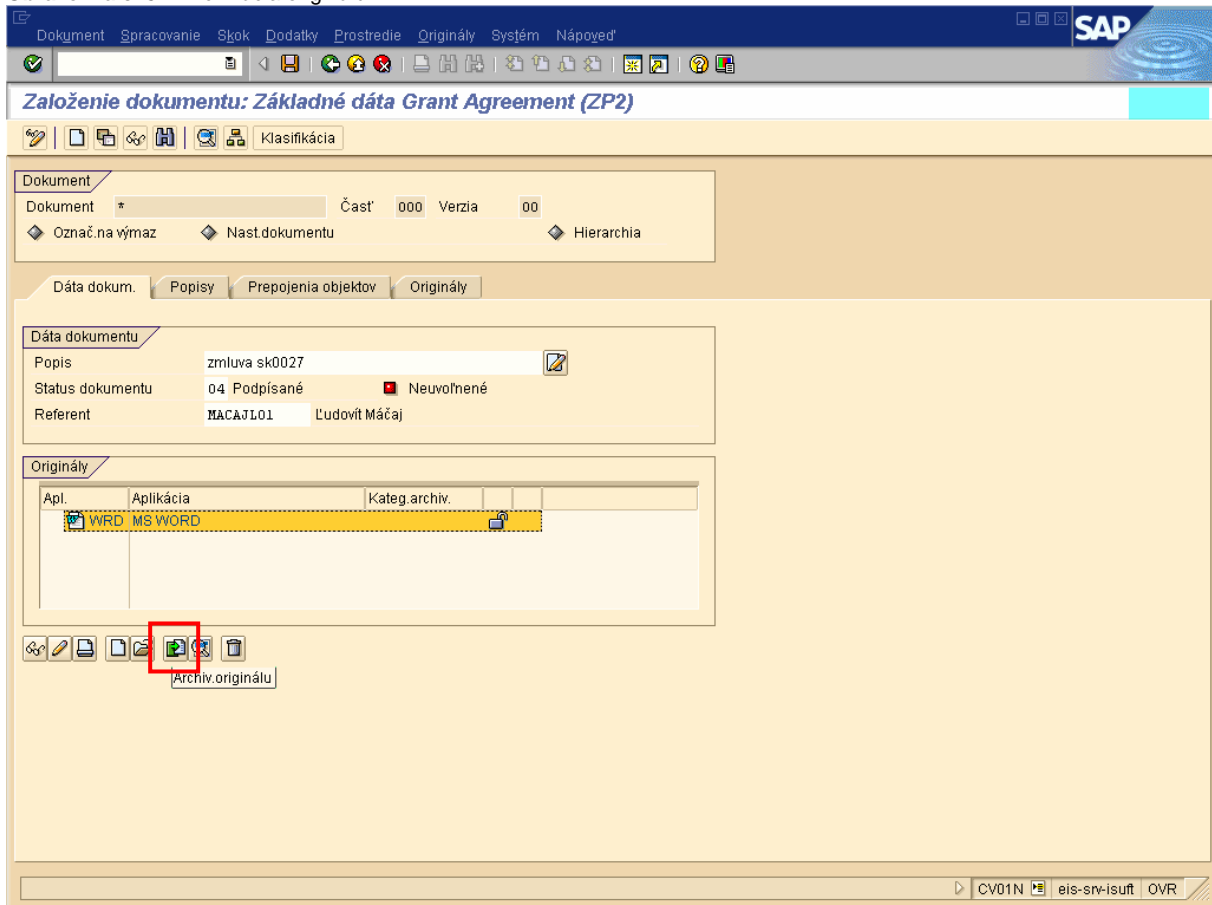 Dokument Spracovanie Skok Dodatky Prostredie Originály Systém Nápoveď
SAP
Založenie dokumentu: Základné dáta Grant Agreement (ZP2)
Klasifikácia
Dokument
Dokument * Časť 000 Verzia 00
Označ.na výmaz Nast.dokumentu Hierarchia
Dáta dokum. Popisy Prepojenia objektov Originály
Dáta dokumentu
Popis zmluva sk0027
Status dokumentu 04 Podpísané Neuvoľnené
Referent MACAJL01 Ľudovít Máčaj
Originály
Apl. Aplikácia Kateg.archiv.
WRD MS WORD
Archiv.originálu
CV01N eis-srv-isuft OVR